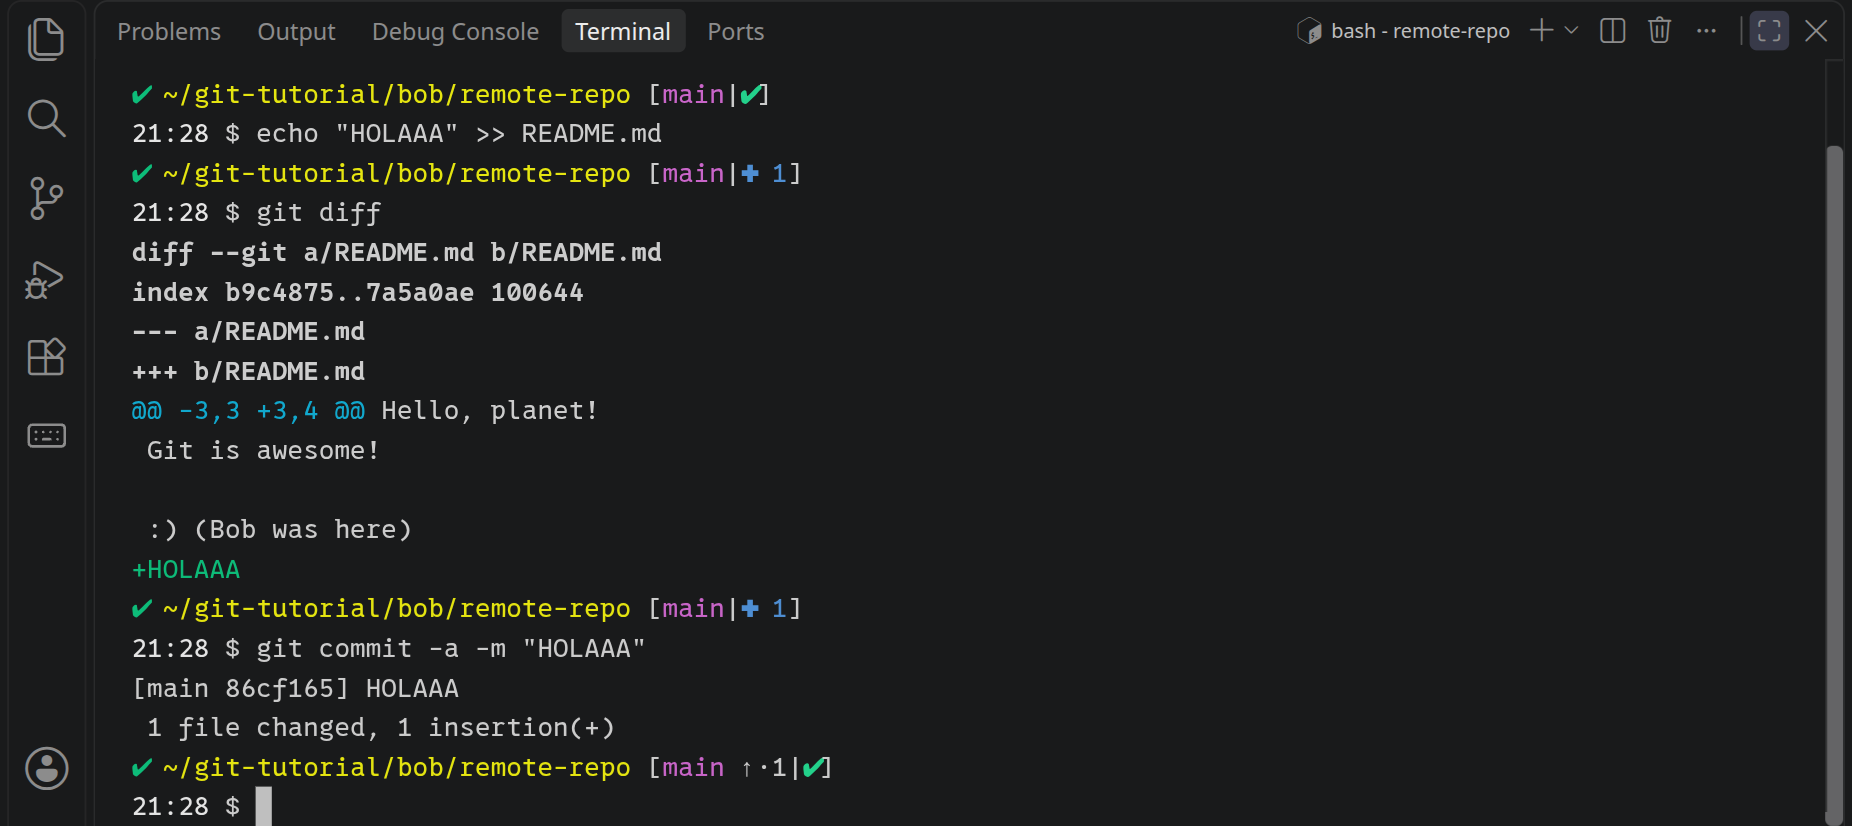 Problems Output Debug Console Terminal Ports bash - remote-repo
✔ ~/git-tutorial/bob/remote-repo [main|✔]
21:28 $ echo "HOLAAA" >> README.md
✔ ~/git-tutorial/bob/remote-repo [main|✚ 1]
21:28 $ git diff
diff --git a/README.md b/README.md
index b9c4875..7a5a0ae 100644
--- a/README.md
+++ b/README.md
@@ -3,3 +3,4 @@ Hello, planet!
 Git is awesome!
 :) (Bob was here)
+HOLAAA
✔ ~/git-tutorial/bob/remote-repo [main|✚ 1]
21:28 $ git commit -a -m "HOLAAA"
[main 86cf165] HOLAAA
 1 file changed, 1 insertion(+)
✔ ~/git-tutorial/bob/remote-repo [main ↑·1|✔]
21:28 $